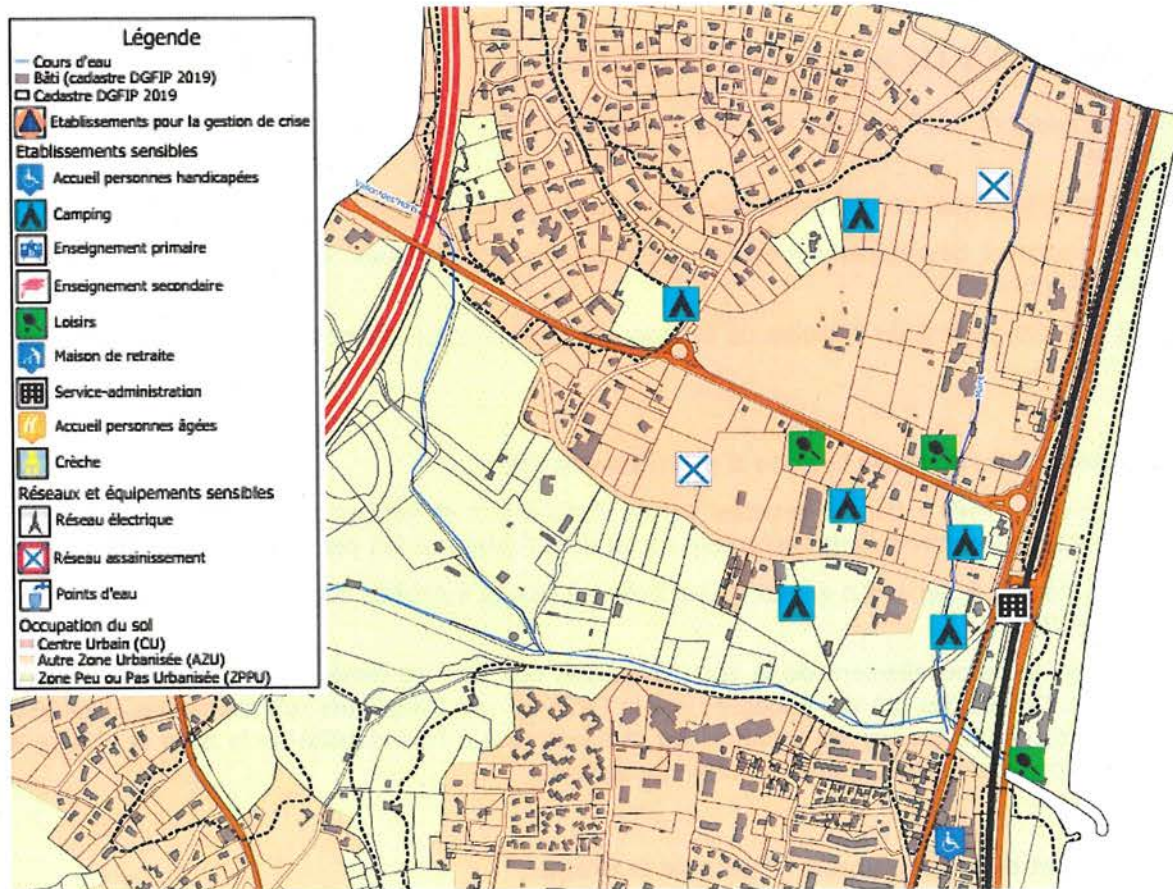 Légende
Cours d'eau
Bâti (cadastre DGFIP 2019)
Cadastre DGFIP 2019
Etablissements pour la gestion de crise
Etablissements sensibles
Accueil personnes handicapées
Camping
Enseignement primaire
Enseignement secondaire
Loisirs
Maison de retraite
Service-administration
Accueil personnes âgées
Crèche
Réseaux et équipements sensibles
Réseau électrique
Réseau assainissement
Points d'eau
Occupation du sol
Centre Urbain (CU)
Autre Zone Urbanisée (AZU)
Zone Peu ou Pas Urbanisée (ZPPU)